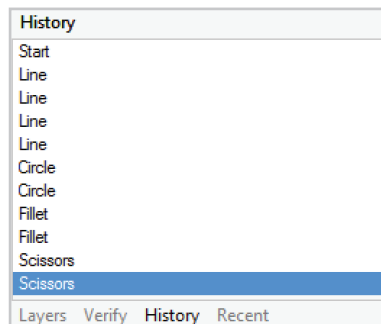 History
Start
Line
Line
Line
Line
Circle
Circle
Fillet
Fillet
Scissors
Scissors
Layers Verify History Recent